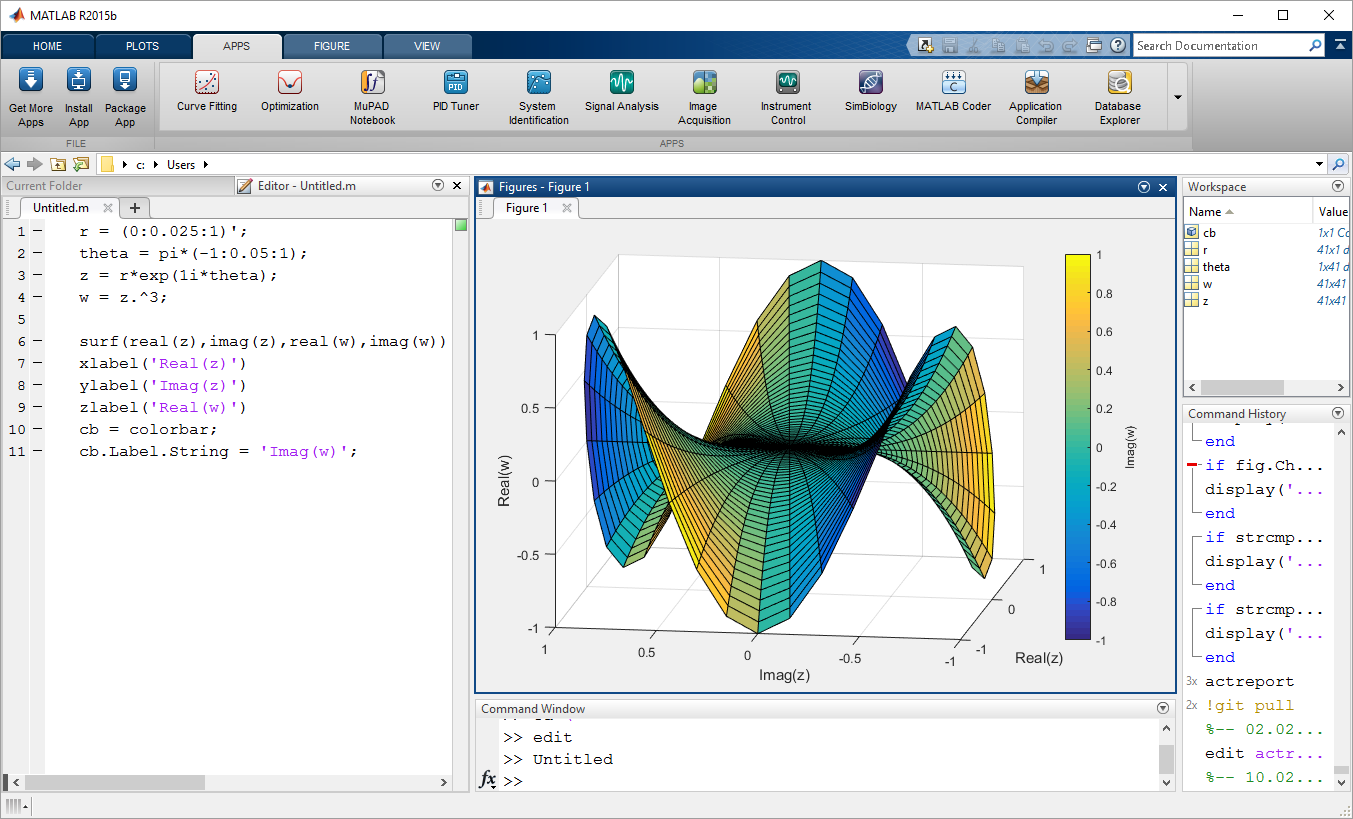 MATLAB R2015b
HOME PLOTS APPS FIGURE VIEW
Search Documentation
Get More Apps
Install App
Package App
Curve Fitting
Optimization
MuPAD Notebook
PID
PID Tuner
System Identification
Signal Analysis
Image Acquisition
Instrument Control
SimBiology
C
MATLAB Coder
Application Compiler
Database Explorer
FILE
APPS
c: Users
Current Folder
Editor - Untitled.m
Untitled.m
1 r = (0:0.025:1)';
2 theta = pi*(-1:0.05:1);
3 z = r*exp(1i*theta);
4 w = z.^3;
5
6 surf(real(z),imag(z),real(w),imag(w))
7 xlabel('Real(z)')
8 ylabel('Imag(z)')
9 zlabel('Real(w)')
10 cb = colorbar;
11 cb.Label.String = 'Imag(w)';
Figures - Figure 1
Figure 1
1
0.5
0
-0.5
-1
Real(w)
1
0.5
0
-0.5
-1
Imag(z)
-1
0
1
Real(z)
1
0.8
0.6
0.4
0.2
0
-0.2
-0.4
-0.6
-0.8
-1
Imag(w)
Command Window
>> edit
>> Untitled
>>
fx
Workspace
Name Value
cb 1x1 Co
r 41x1 d
theta 1x41 d
w 41x41
z 41x41
Command History
end
if fig.Ch...
display('...
end
if strcmp...
display('...
end
if strcmp...
display('...
end
3x actreport
2x !git pull
%-- 02.02...
edit actr...
%-- 10.02...